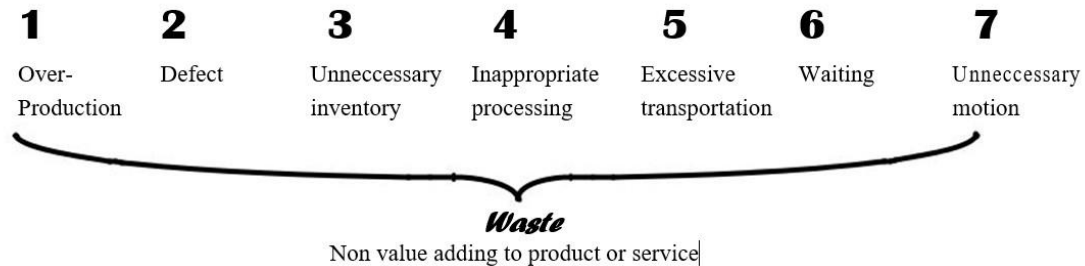 1 2 3 4 5 6 7
Over- Defect Unneccessary Inappropriate Excessive Waiting Unneccessary
Production inventory processing transportation motion
Waste
Non value adding to product or service